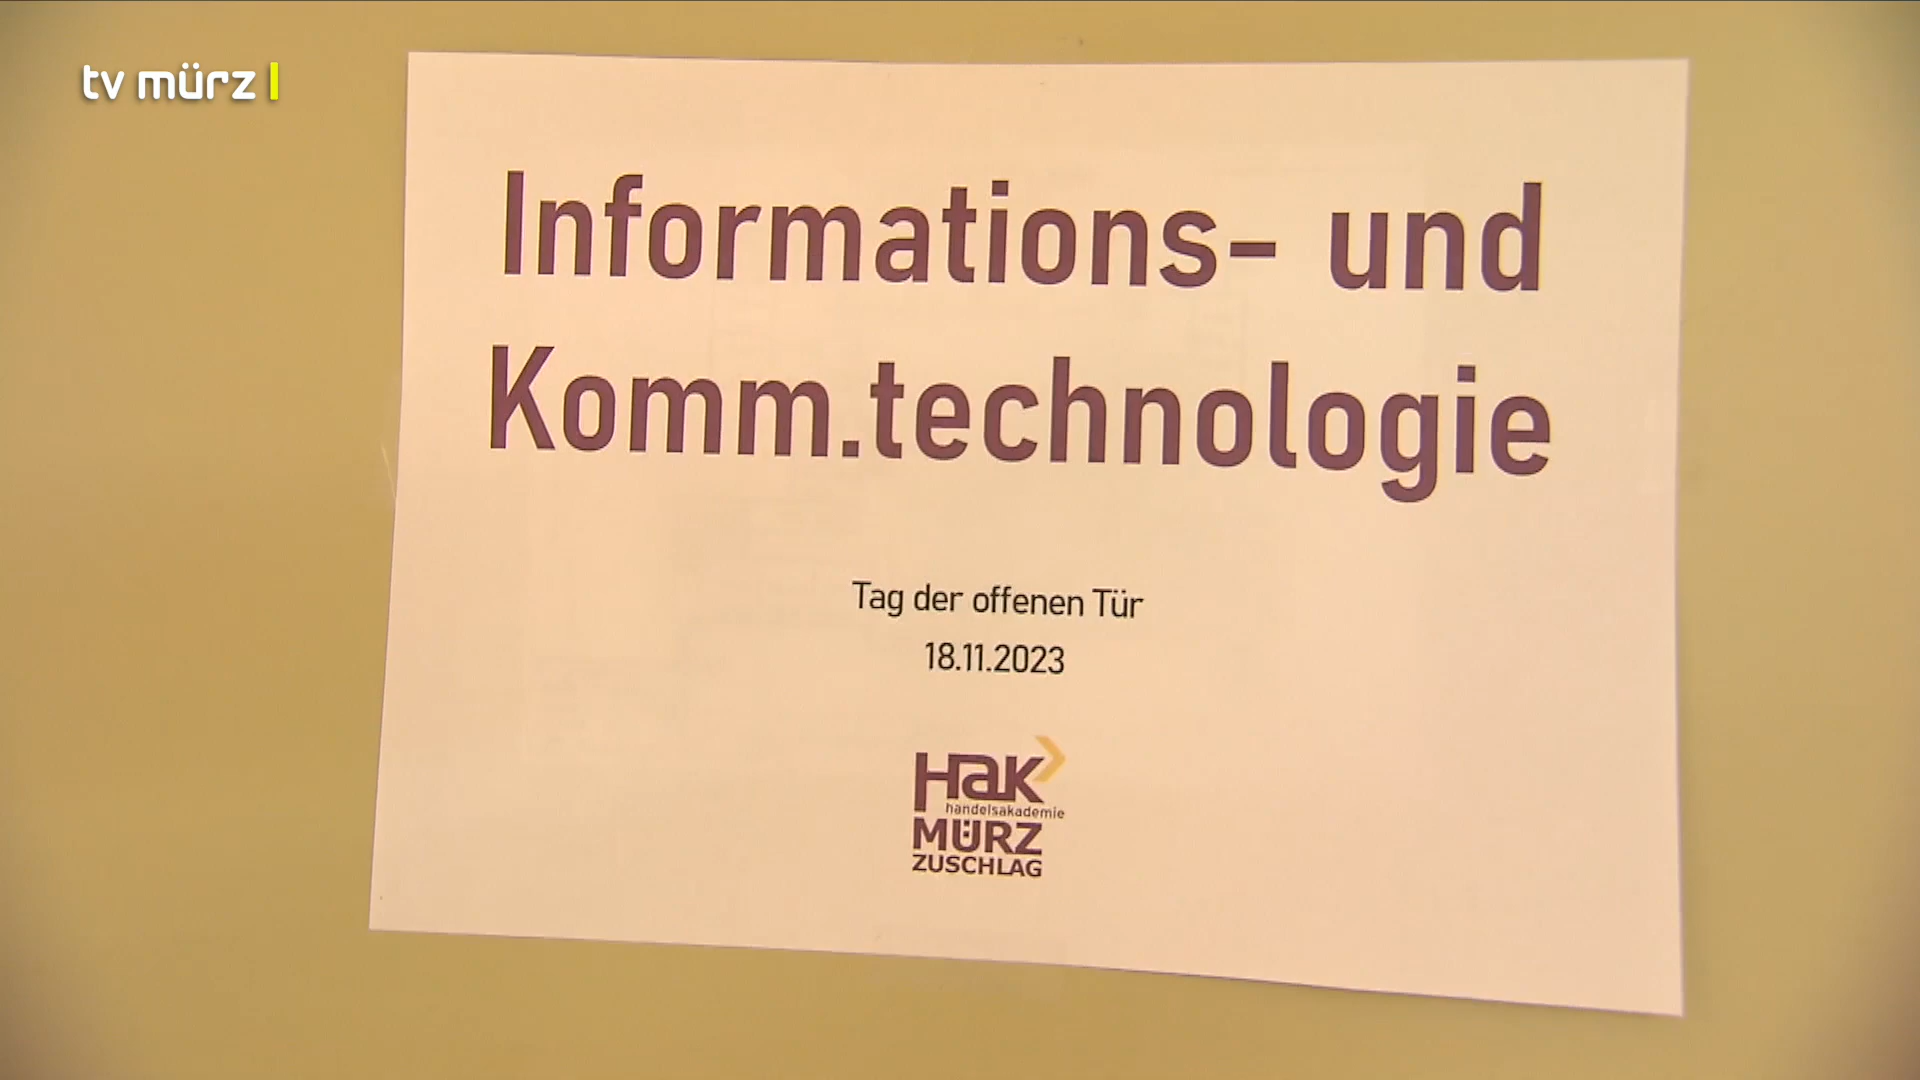 tv mürz
Informations- und
Komm.technologie
Tag der offenen Tür
18.11.2023
Hak
handelsakademie
MÜRZ
ZUSCHLAG